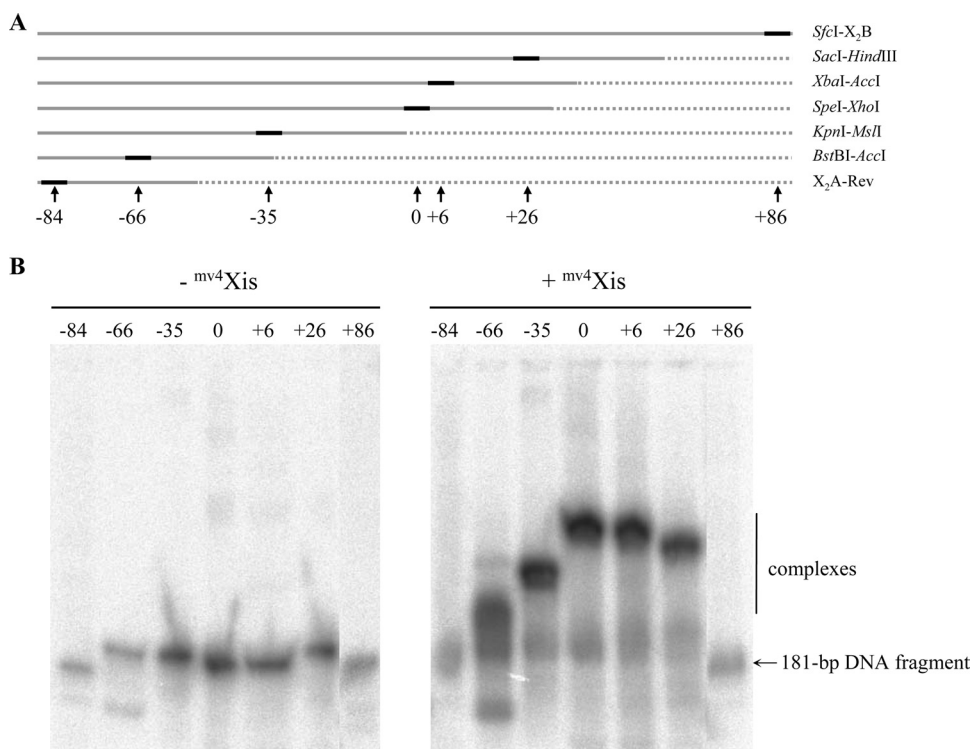 A
SfcI-X₂B
SacI-HindIII
XbaI-AccI
SpeI-XhoI
KpnI-MslI
BstBI-AccI
X₂A-Rev
-84 -66 -35 0 +6 +26 +86
B
- ᵐᵛ⁴Xis + ᵐᵛ⁴Xis
-84 -66 -35 0 +6 +26 +86 -84 -66 -35 0 +6 +26 +86
complexes
181-bp DNA fragment